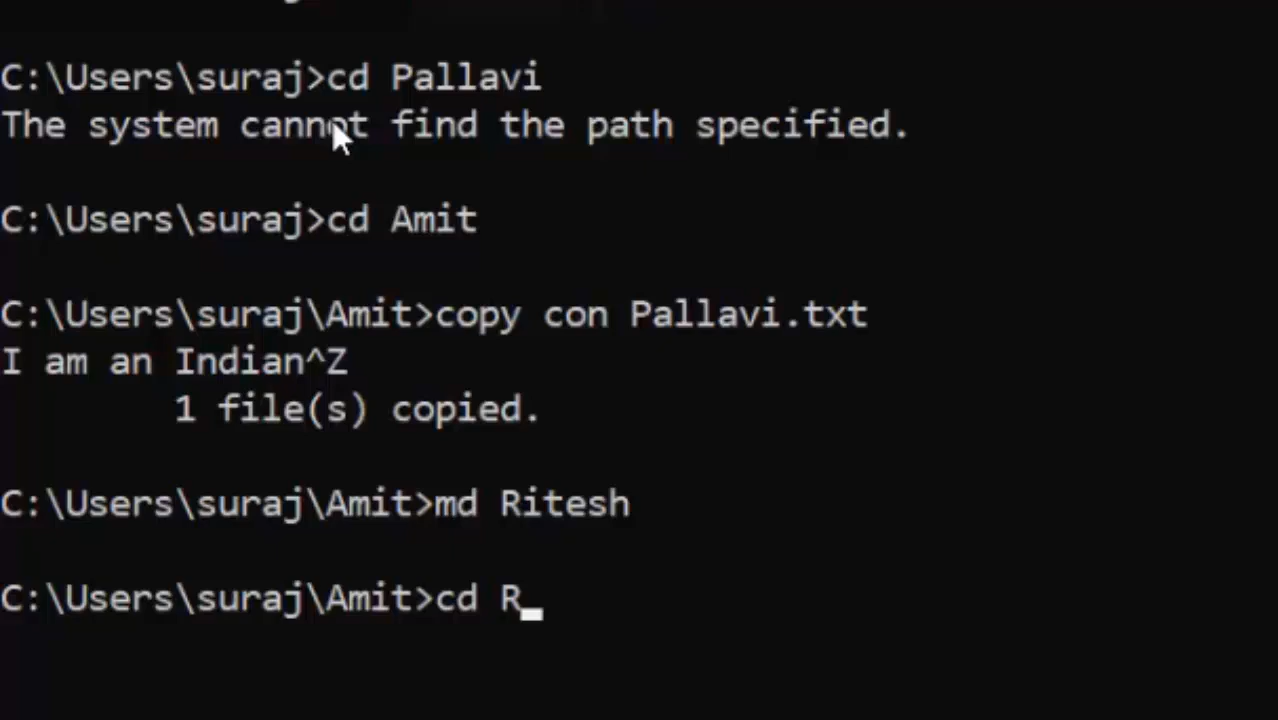 C:\Users\suraj>cd Pallavi
The system cannot find the path specified.
C:\Users\suraj>cd Amit
C:\Users\suraj\Amit>copy con Pallavi.txt
I am an Indian^Z
        1 file(s) copied.
C:\Users\suraj\Amit>md Ritesh
C:\Users\suraj\Amit>cd R